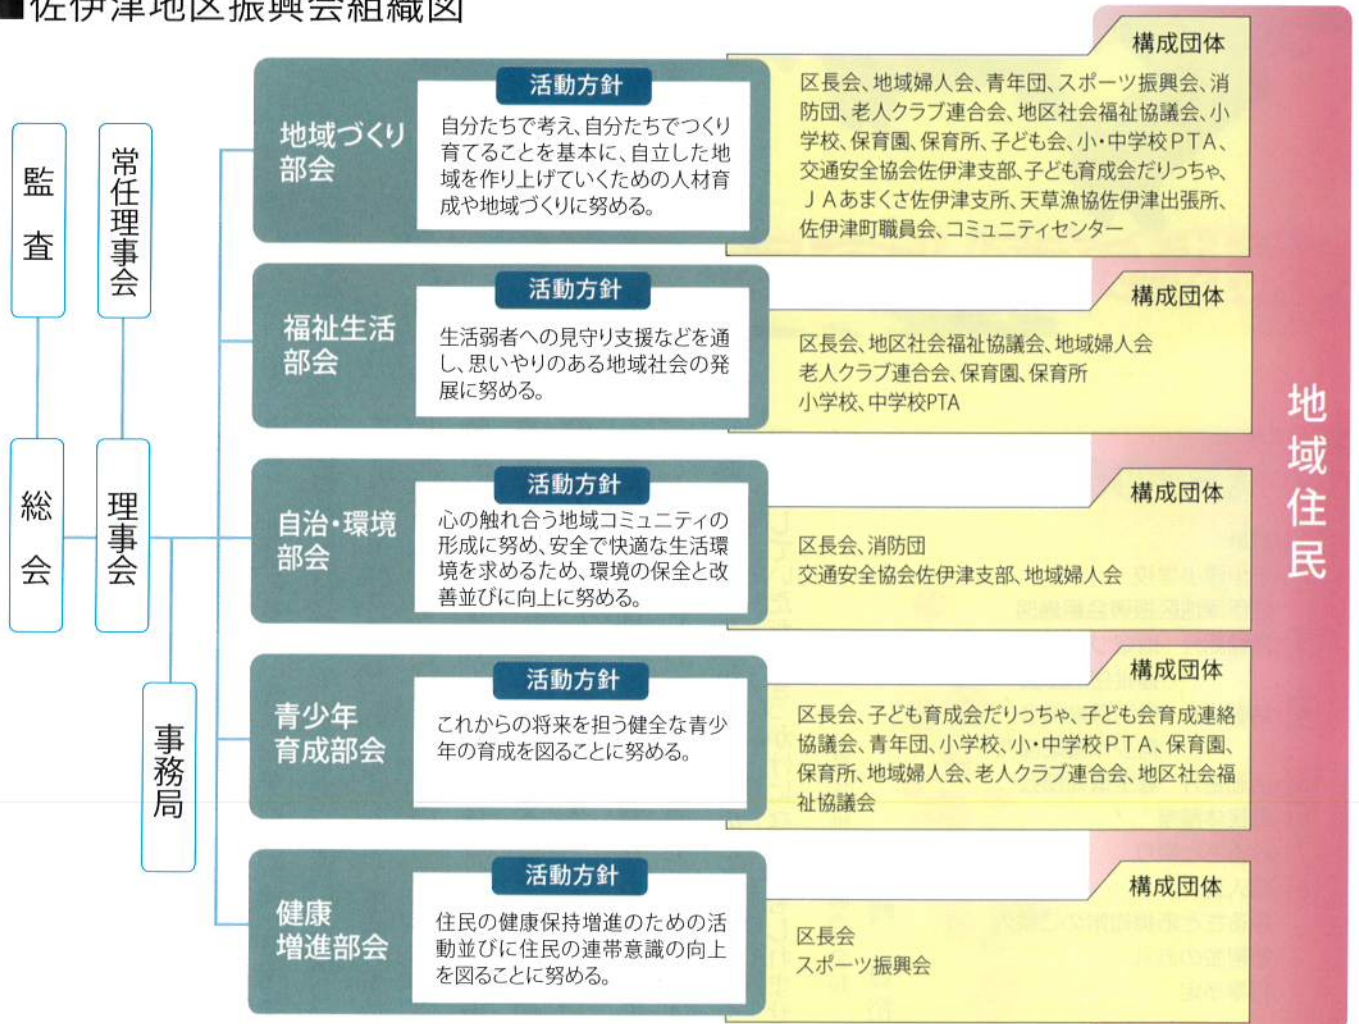 ■佐伊津地区振興会組織図
監査
常任理事会
総会
理事会
事務局
地域づくり
部会
活動方針
自分たちで考え、自分たちでつくり
育てることを基本に、自立した地
域を作り上げていくための人材育
成や地域づくりに努める。
構成団体
区長会、地域婦人会、青年団、スポーツ振興会、消
防団、老人クラブ連合会、地区社会福祉協議会、小
学校、保育園、保育所、子ども会、小・中学校PTA、
交通安全協会佐伊津支部、子ども育成会だりっちゃ、
JAあまくさ佐伊津支所、天草漁協佐伊津出張所、
佐伊津町職員会、コミュニティセンター
福祉生活
部会
活動方針
生活弱者への見守り支援などを通
し、思いやりのある地域社会の発
展に努める。
構成団体
区長会、地区社会福祉協議会、地域婦人会
老人クラブ連合会、保育園、保育所
小学校、中学校PTA
自治・環境
部会
活動方針
心の触れ合う地域コミュニティの
形成に努め、安全で快適な生活環
境を求めるため、環境の保全と改
善並びに向上に努める。
構成団体
区長会、消防団
交通安全協会佐伊津支部、地域婦人会
青少年
育成部会
活動方針
これからの将来を担う健全な青少
年の育成を図ることに努める。
構成団体
区長会、子ども育成会だりっちゃ、子ども会育成連絡
協議会、青年団、小学校、小・中学校PTA、保育園、
保育所、地域婦人会、老人クラブ連合会、地区社会福
祉協議会
健康
増進部会
活動方針
住民の健康保持増進のための活
動並びに住民の連帯意識の向上
を図ることに努める。
構成団体
区長会
スポーツ振興会
地域住民